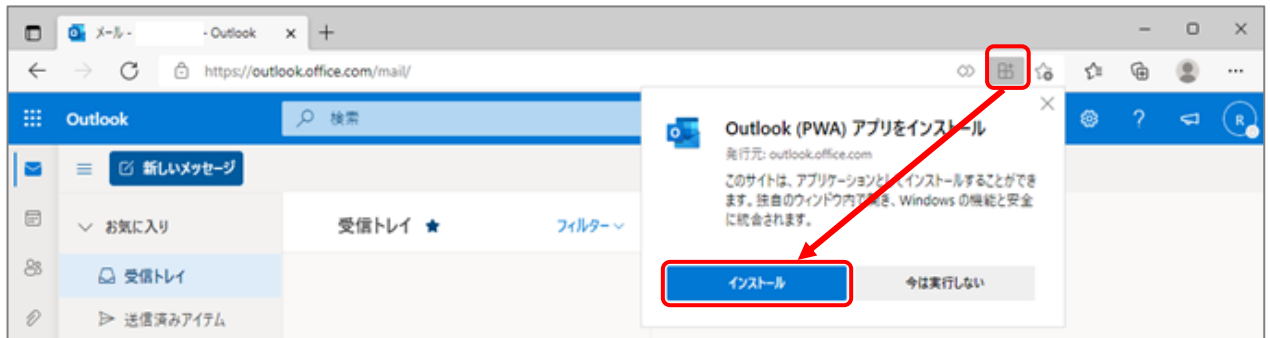 メール - - Outlook
https://outlook.office.com/mail/
Outlook
検索
新しいメッセージ
お気に入り
受信トレイ
フィルター
受信トレイ
送信済みアイテム
Outlook (PWA) アプリをインストール
発行元: outlook.office.com
このサイトは、アプリケーションとしてインストールすることができ
ます。独自のウィンドウ内で開き、Windows の機能と安全
に統合されます。
インストール
今は実行しない
R